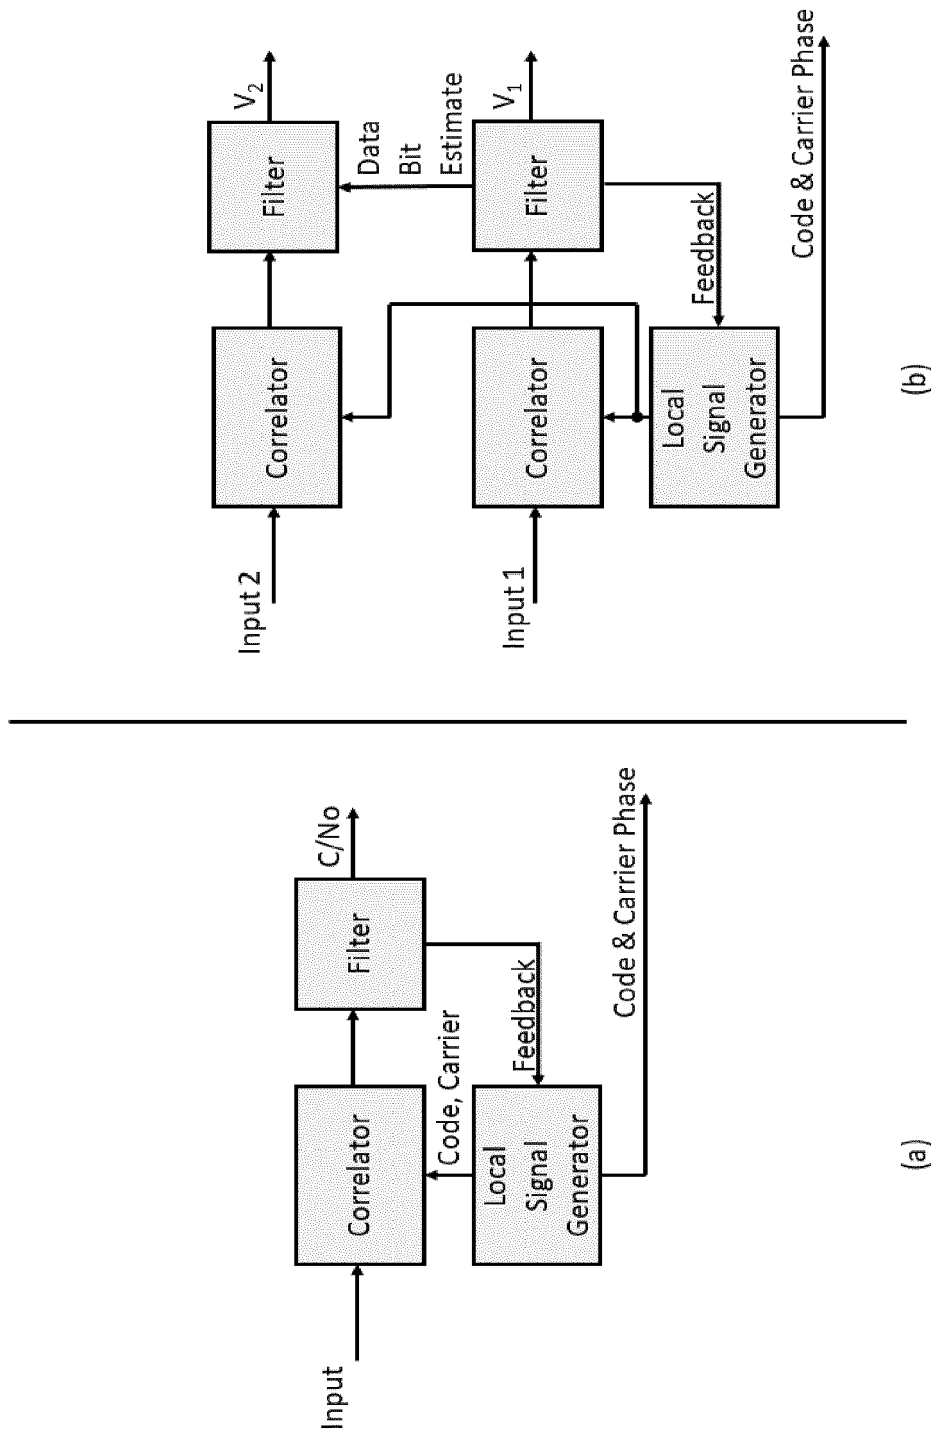 Input
Correlator
Filter
C/No
Code, Carrier
Local
Signal
Generator
Feedback
Code & Carrier Phase
(a)
Input 2
Correlator
Filter
V2
Data
Bit
Estimate
Input 1
Correlator
Filter
V1
Local
Signal
Generator
Feedback
Code & Carrier Phase
(b)